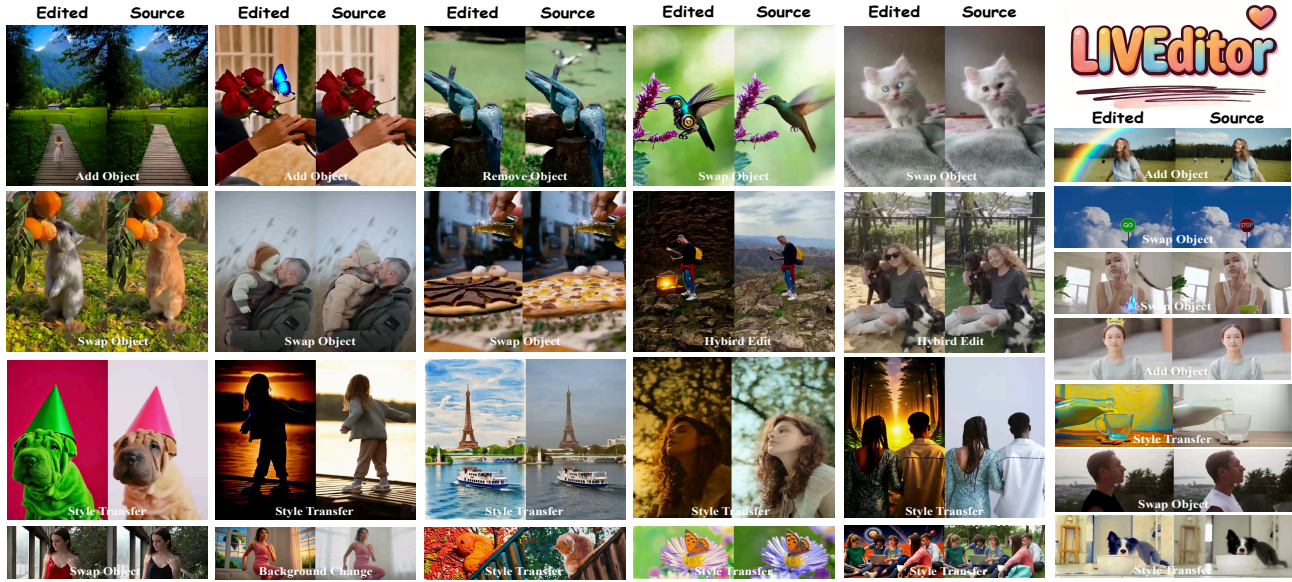 Edited Source Edited Source Edited Source Edited Source Edited Source
LIVEditor
Edited Source
Add Object
Add Object
Remove Object
Swap Object
Swap Object
Add Object
GO STOP
Swap Object
Swap Object
Swap Object
Swap Object
Swap Object
Hybird Edit
Hybird Edit
Add Object
Style Transfer
Style Transfer
Style Transfer
Style Transfer
Style Transfer
Style Transfer
Swap Object
Swap Object
Background Change
Style Transfer
Style Transfer
Style Transfer
Style Transfer